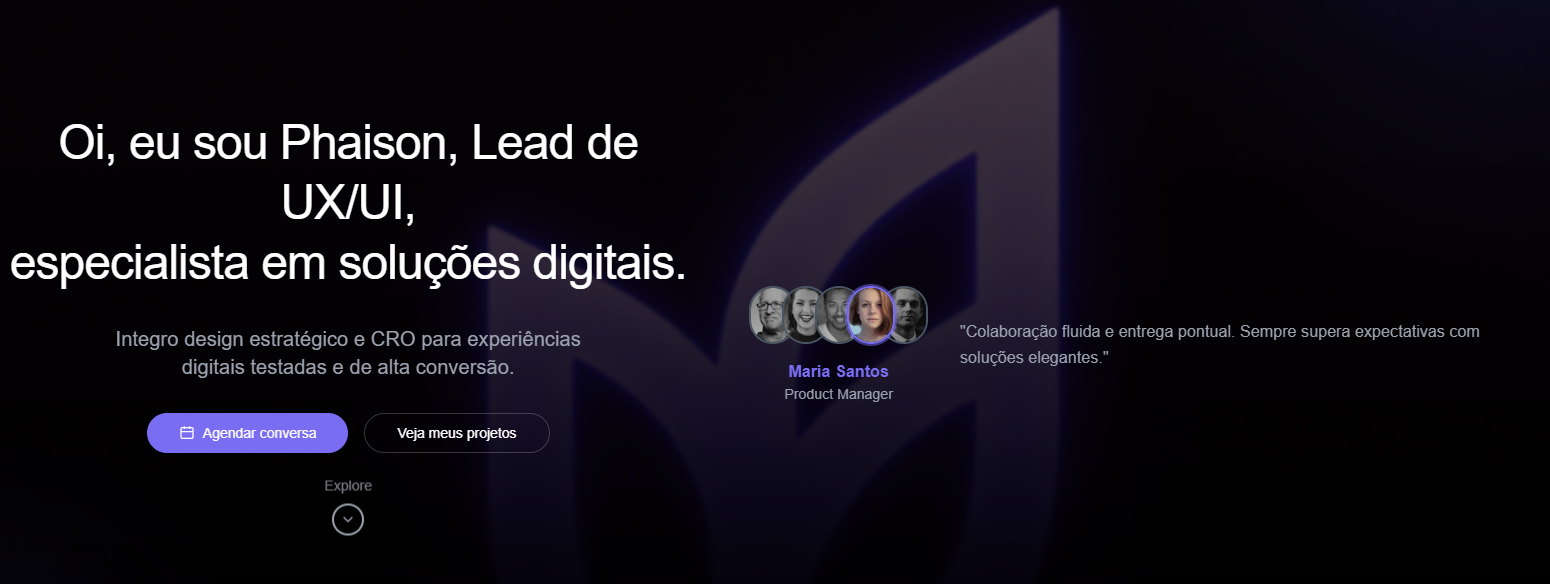 Oi, eu sou Phaison, Lead de
UX/UI,
especialista em soluções digitais.
Integro design estratégico e CRO para experiências
digitais testadas e de alta conversão.
Agendar conversa
Veja meus projetos
Explore
Maria Santos
Product Manager
"Colaboração fluida e entrega pontual. Sempre supera expectativas com
soluções elegantes."